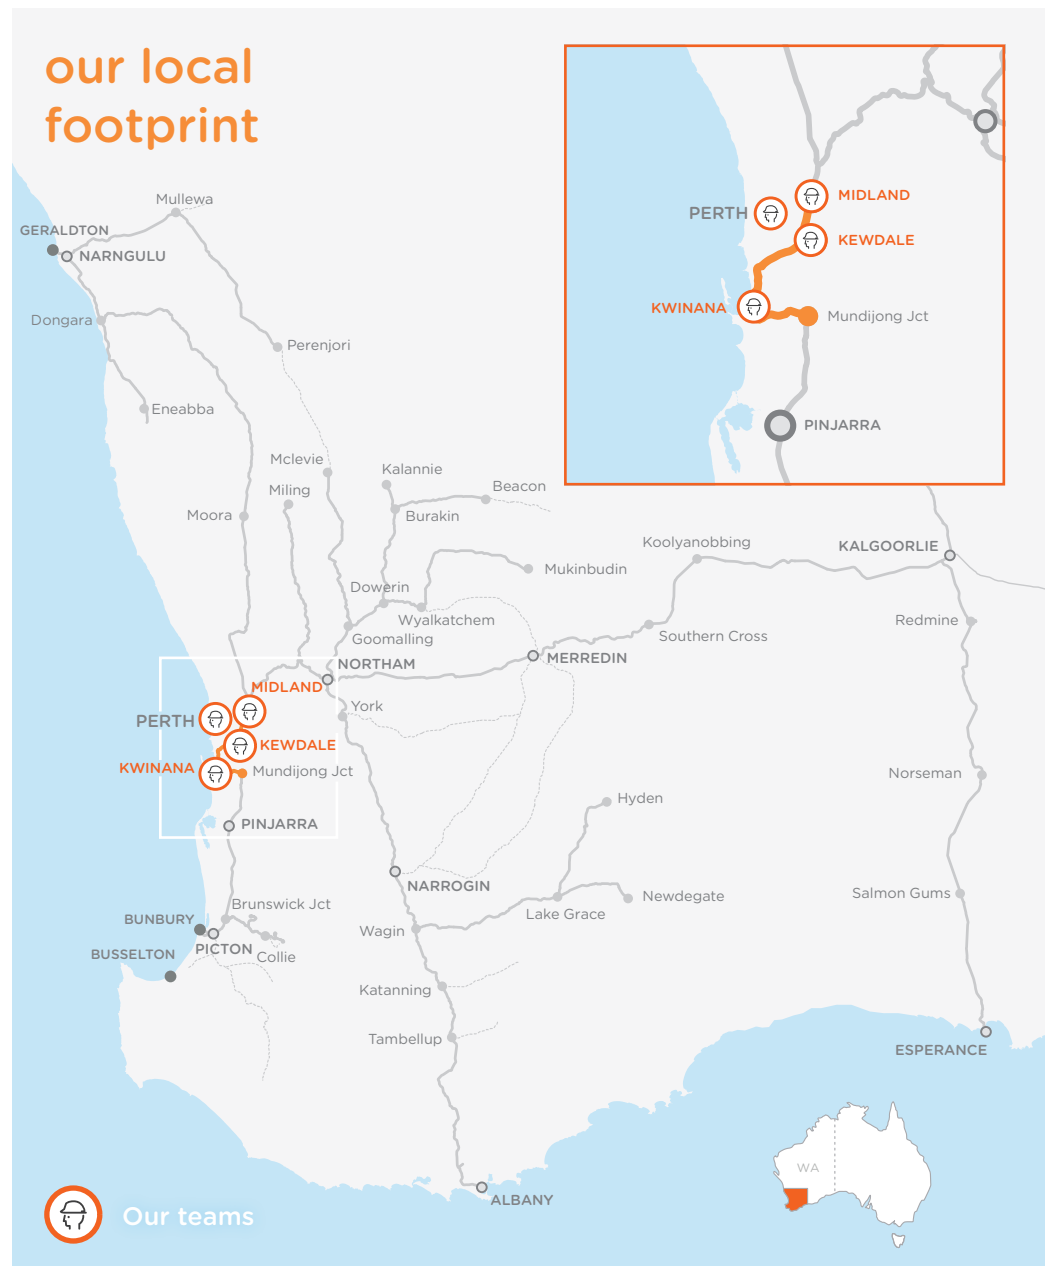 our local
footprint
PERTH
MIDLAND
KEWDALE
KWINANA
Mundijong Jct
PINJARRA
Mullewa
GERALDTON
NARNGULU
Dongara
Perenjori
Eneabba
Mclevie
Kalannie
Miling
Beacon
Moora
Burakin
Koolyanobbing
KALGOORLIE
Mukinbudin
Dowerin
Wyalkatchem
Redmine
Goomalling
Southern Cross
NORTHAM
MERREDIN
MIDLAND
York
PERTH
KEWDALE
KWINANA
Mundijong Jct
Norseman
Hyden
PINJARRA
NARROGIN
Newdegate
Salmon Gums
Brunswick Jct
Lake Grace
BUNBURY
Wagin
PICTON
BUSSELTON
Collie
Katanning
Tambellup
ESPERANCE
WA
ALBANY
Our teams